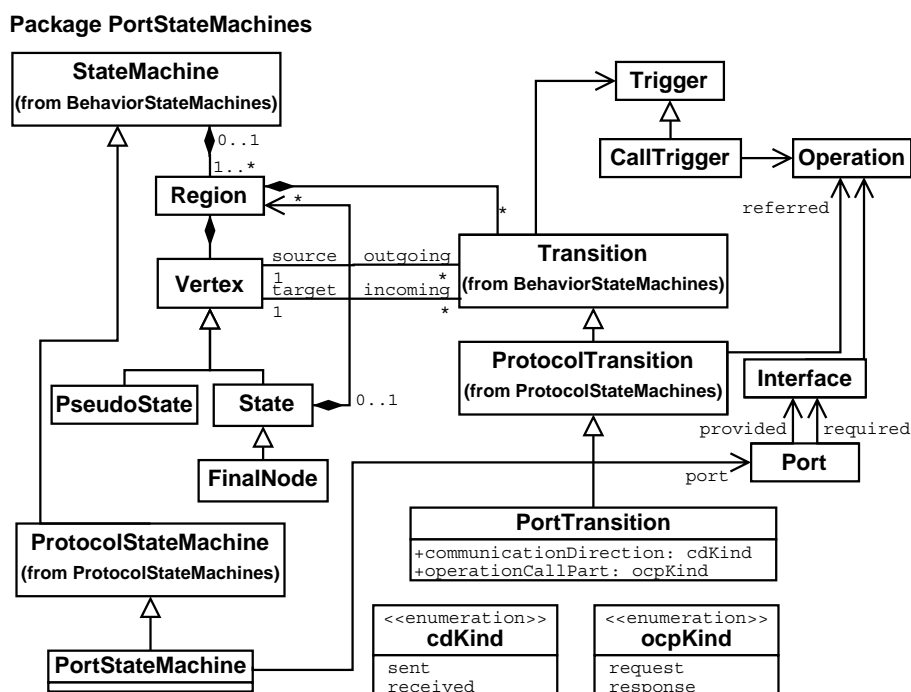 Package PortStateMachines
StateMachine
(from BehaviorStateMachines)
Trigger
0..1
CallTrigger
Operation
1..*
Region
*
*
referred
source
outgoing
Transition
(from BehaviorStateMachines)
Vertex
1
*
target
incoming
1
*
ProtocolTransition
(from ProtocolStateMachines)
Interface
PseudoState
State
0..1
provided
required
FinalNode
port
Port
PortTransition
ProtocolStateMachine
(from ProtocolStateMachines)
+communicationDirection: cdKind
+operationCallPart: ocpKind
<<enumeration>>
cdKind
sent
received
<<enumeration>>
ocpKind
request
response
PortStateMachine